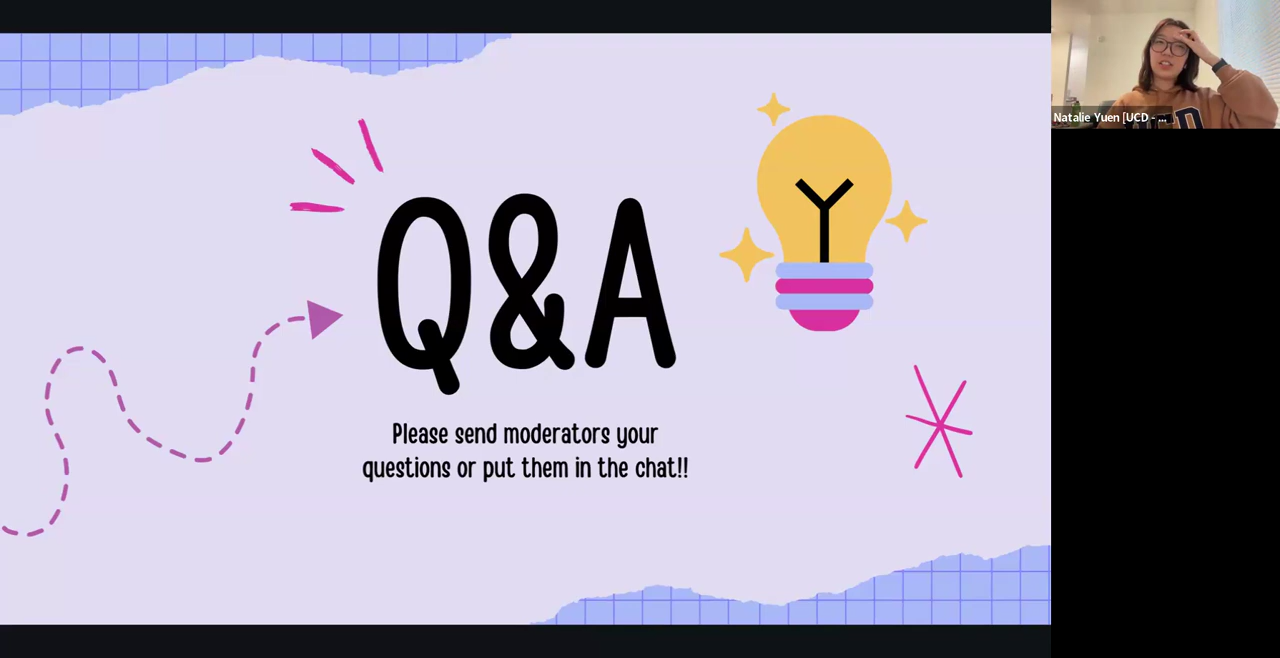 Q&A
Please send moderators your
questions or put them in the chat!!
Natalie Yuen [UCD - ...